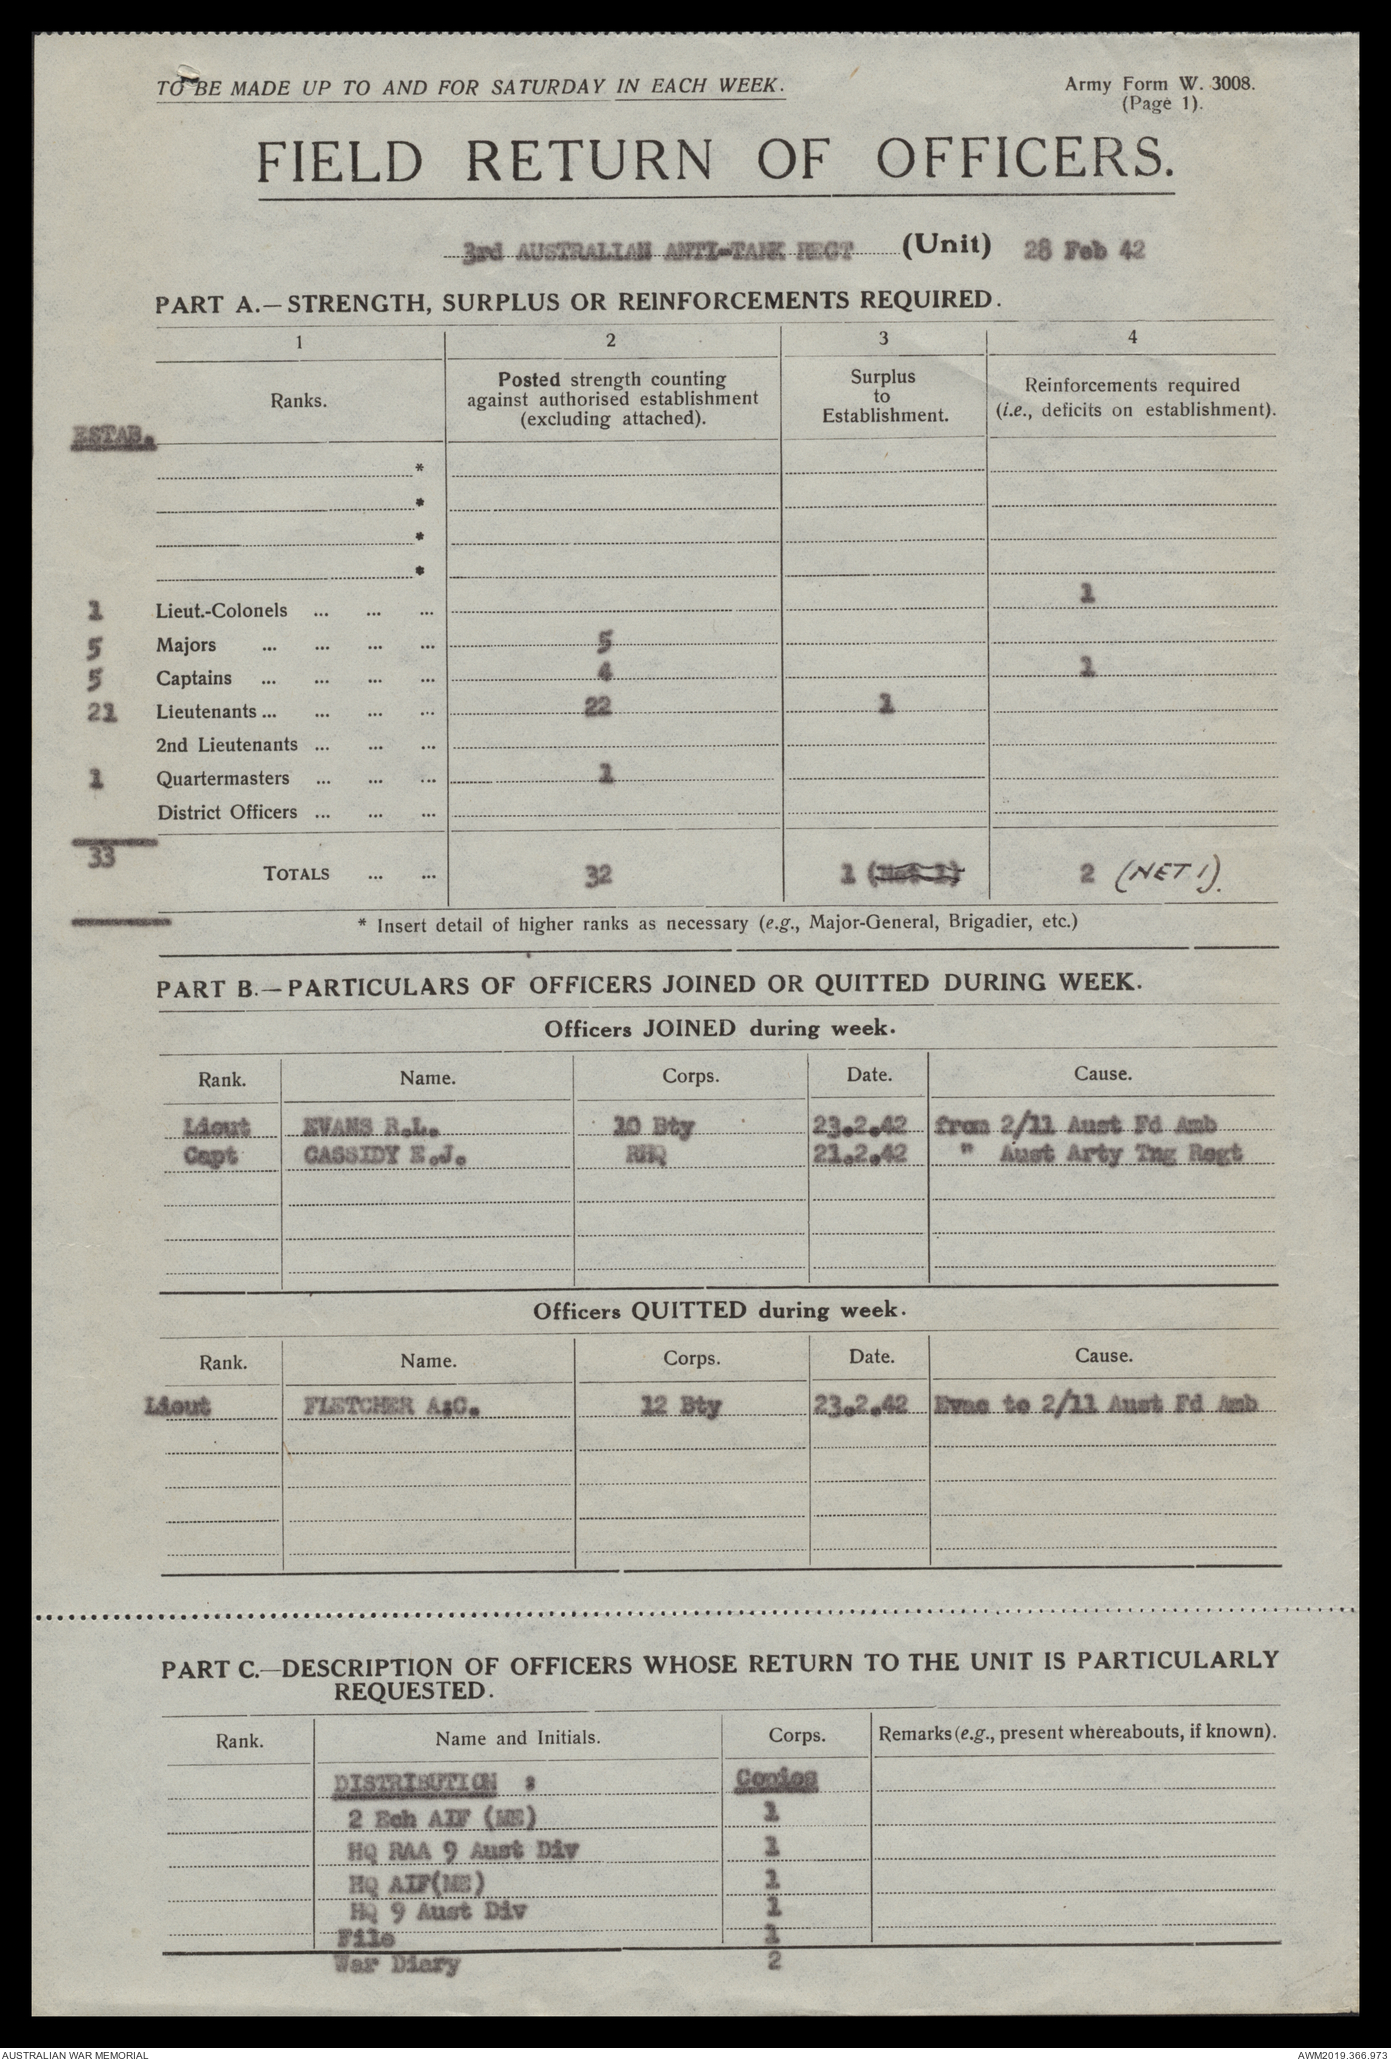 TO BE MADE UP TO AND FOR SATURDAY IN EACH WEEK.
Army Form W. 3008.
(Page 1).
FIELD RETURN OF OFFICERS.
3rd AUSTRALIAN ANTI-TANK REGT (Unit) 28 Feb 42
PART A.—STRENGTH, SURPLUS OR REINFORCEMENTS REQUIRED.
1 2 3 4
Ranks.
Posted strength counting
against authorised establishment
(excluding attached).
Surplus
to
Establishment.
Reinforcements required
(i.e., deficits on establishment).
ESTAB.
*
*
*
*
1 Lieut.-Colonels ... ... ... 1
5 Majors ... ... ... ... 5
5 Captains ... ... ... ... 4 1
21 Lieutenants ... ... ... ... 22 1
2nd Lieutenants ... ... ...
1 Quartermasters ... ... ... 1
District Officers ... ... ...
33 TOTALS ... ... 32 1 (Net 1) 2 (NET 1).
* Insert detail of higher ranks as necessary (e.g., Major-General, Brigadier, etc.)
PART B.—PARTICULARS OF OFFICERS JOINED OR QUITTED DURING WEEK.
Officers JOINED during week.
Rank. Name. Corps. Date. Cause.
Lieut EVANS R.L. 10 Bty 23.2.42 from 2/11 Aust Fd Amb
Capt CASSIDY E.J. RHQ 21.2.42 " Aust Arty Tng Regt
Officers QUITTED during week.
Rank. Name. Corps. Date. Cause.
Lieut FLETCHER A:C. 12 Bty 23.2.42 Evac to 2/11 Aust Fd Amb
PART C.—DESCRIPTION OF OFFICERS WHOSE RETURN TO THE UNIT IS PARTICULARLY
REQUESTED.
Rank. Name and Initials. Corps. Remarks (e.g., present whereabouts, if known).
DISTRIBUTION : Copies
2 Ech AIF (ME) 1
HQ RAA 9 Aust Div 1
HQ AIF(ME) 1
HQ 9 Aust Div 1
File 1
War Diary 2
AUSTRALIAN WAR MEMORIAL
AWM2019.366.973